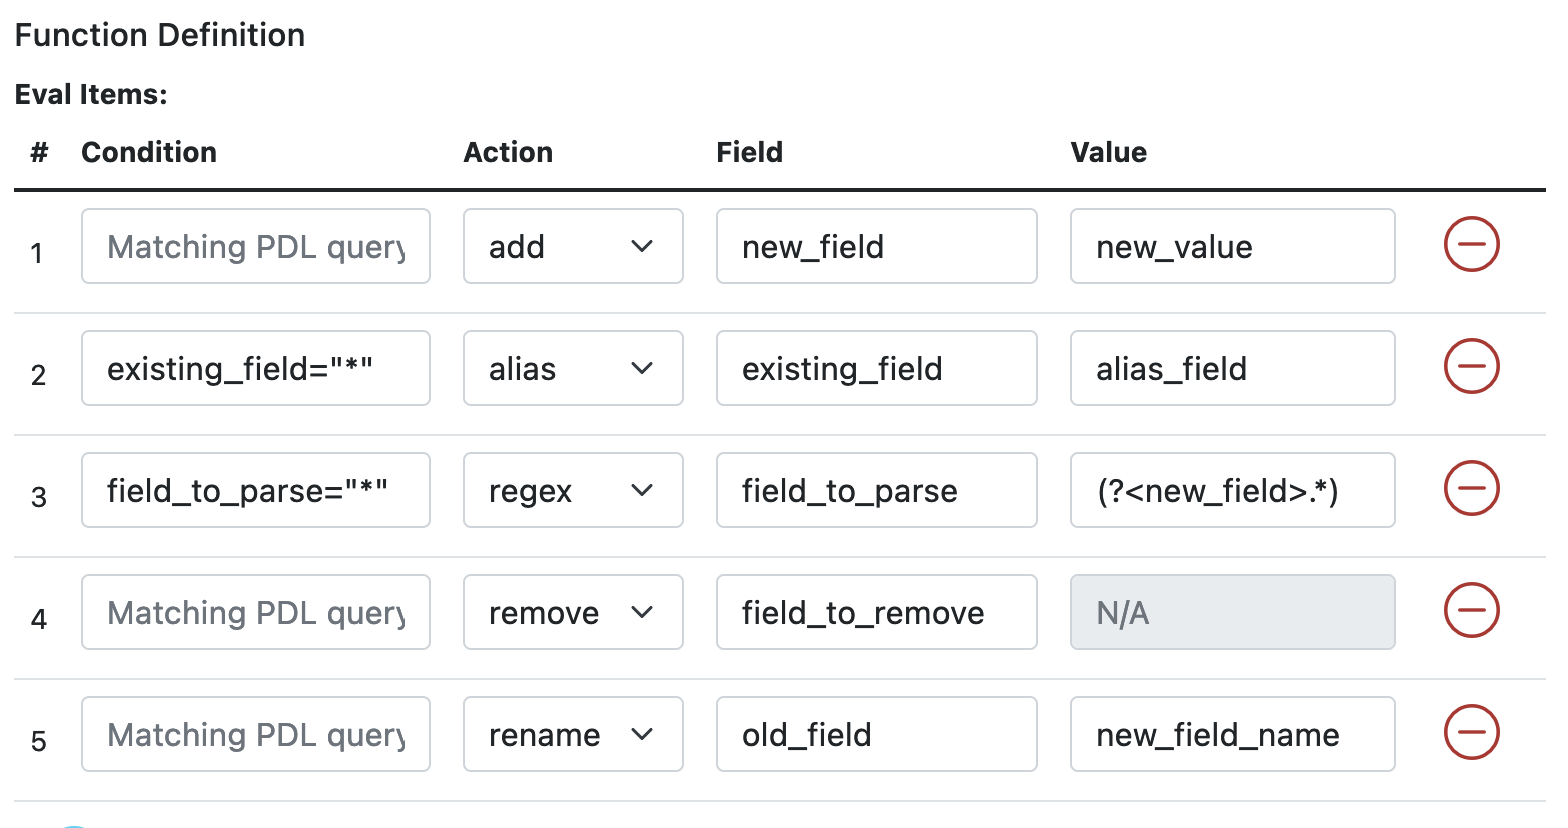 Function Definition
Eval Items:
# Condition Action Field Value
1 Matching PDL query add new_field new_value
2 existing_field="*" alias existing_field alias_field
3 field_to_parse="*" regex field_to_parse (?<new_field>.*)
4 Matching PDL query remove field_to_remove N/A
5 Matching PDL query rename old_field new_field_name